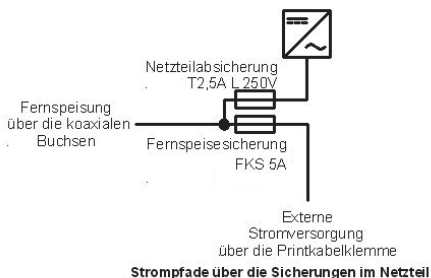 Netzteilabsicherung
T2,5A L 250V
Fernspeisung
über die koaxialen
Buchsen
Fernspeisesicherung
FKS 5A
Externe
Stromversorgung
über die Printkabelklemme
Strompfade über die Sicherungen im Netzteil